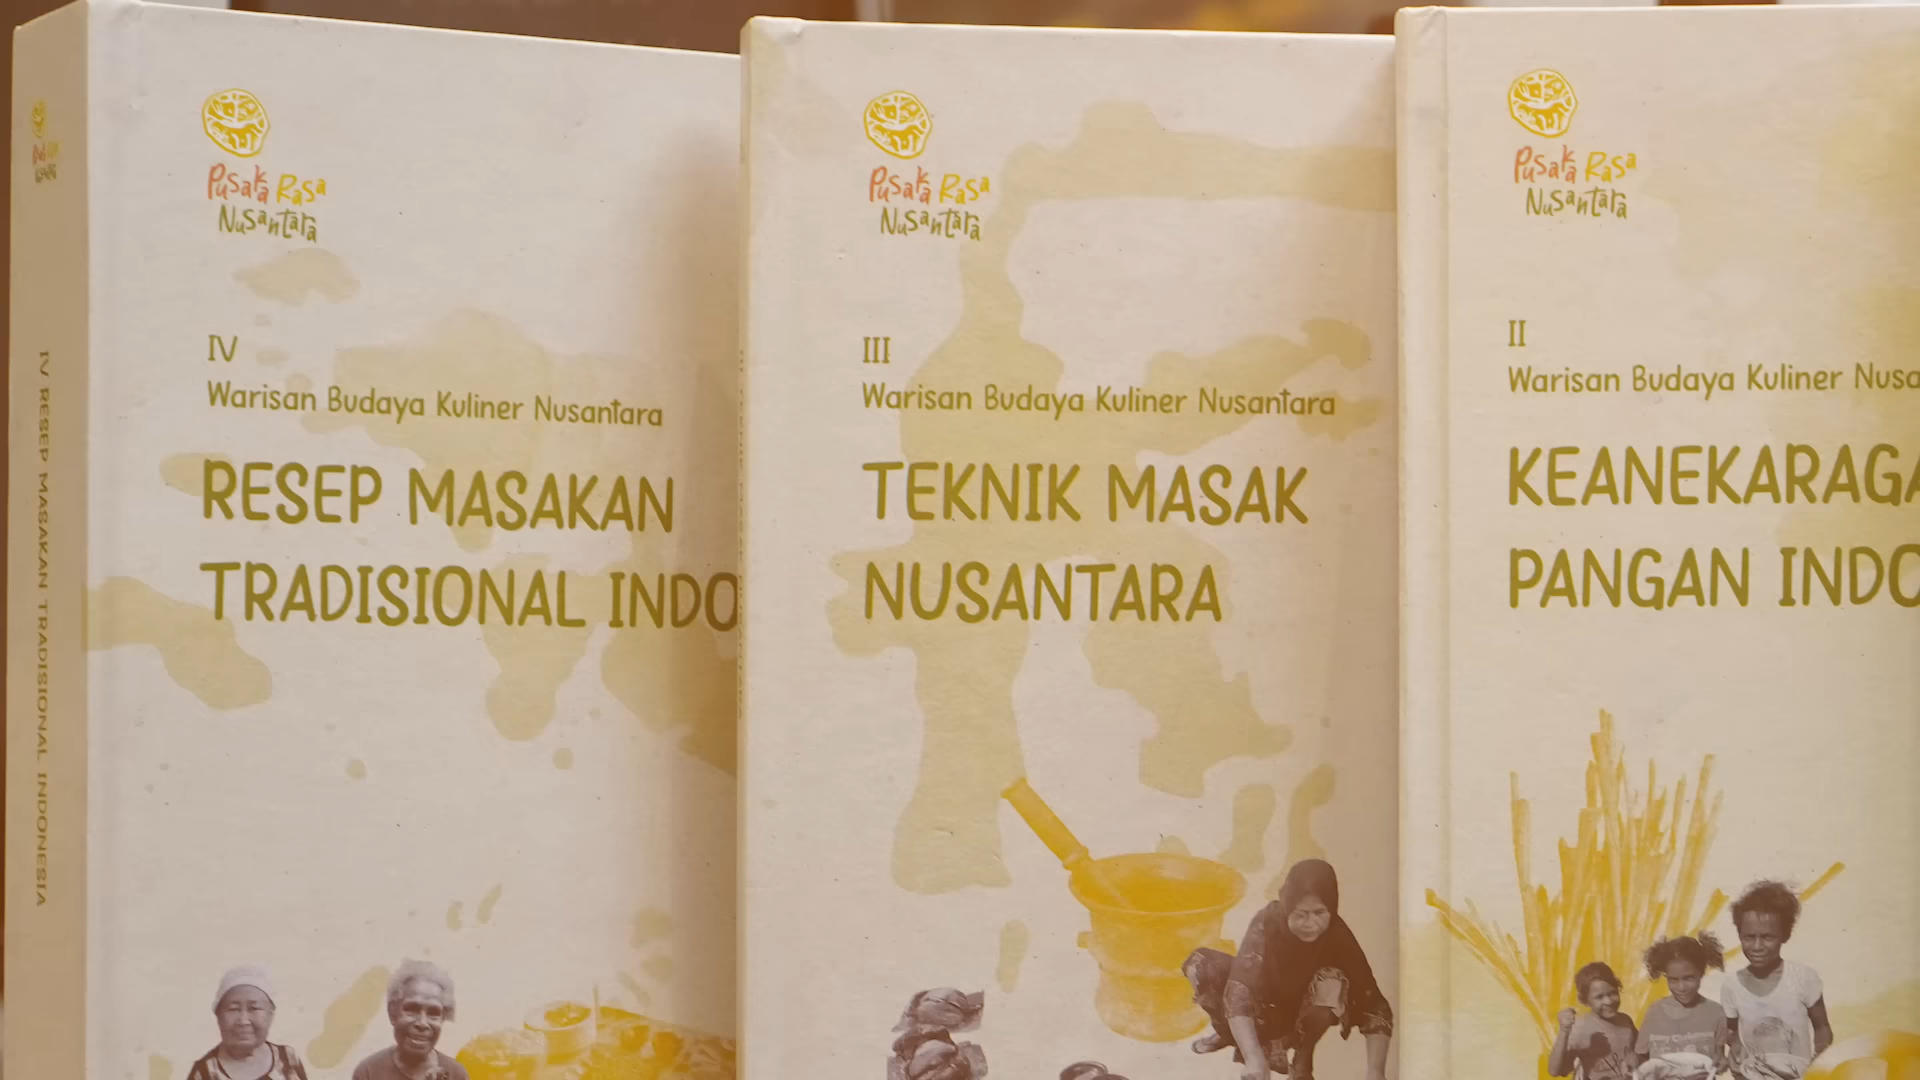 IV RESEP MASAKAN TRADISIONAL INDONESIA
Pusaka Rasa
Nusantara
IV
Warisan Budaya Kuliner Nusantara
RESEP MASAKAN
TRADISIONAL INDO
Pusaka Rasa
Nusantara
III
Warisan Budaya Kuliner Nusantara
TEKNIK MASAK
NUSANTARA
Pusaka Rasa
Nusantara
II
Warisan Budaya Kuliner Nusa
KEANEKARAGA
PANGAN INDO